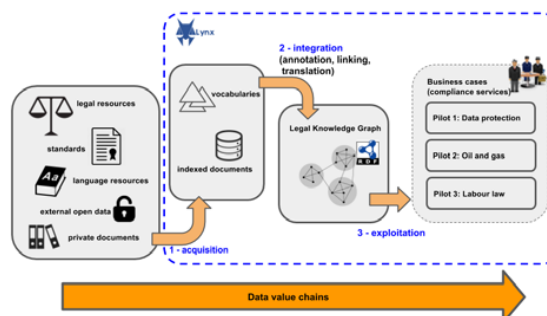 Lynx
legal resources
standards
language resources
Aa
external open data
private documents
1 - acquisition
vocabularies
indexed documents
2 - integration
(annotation, linking,
translation)
Legal Knowledge Graph
RDF
3 - exploitation
Business cases
(compliance services)
Pilot 1: Data protection
Pilot 2: Oil and gas
Pilot 3: Labour law
Data value chains